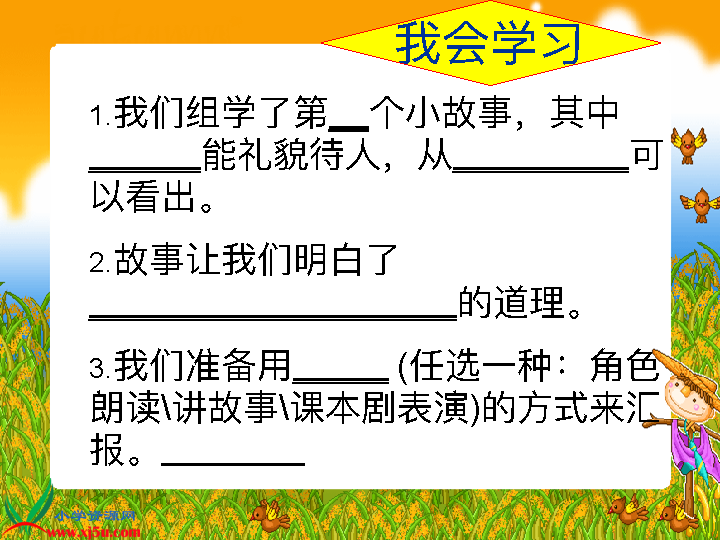 我会学习
1.我们组学了第__个小故事，其中
______能礼貌待人，从__________可
以看出。
2.故事让我们明白了
____________________的道理。
3.我们准备用_____ (任选一种：角色
朗读\讲故事\课本剧表演)的方式来汇
报。________
小学资源网
www.xj5u.com